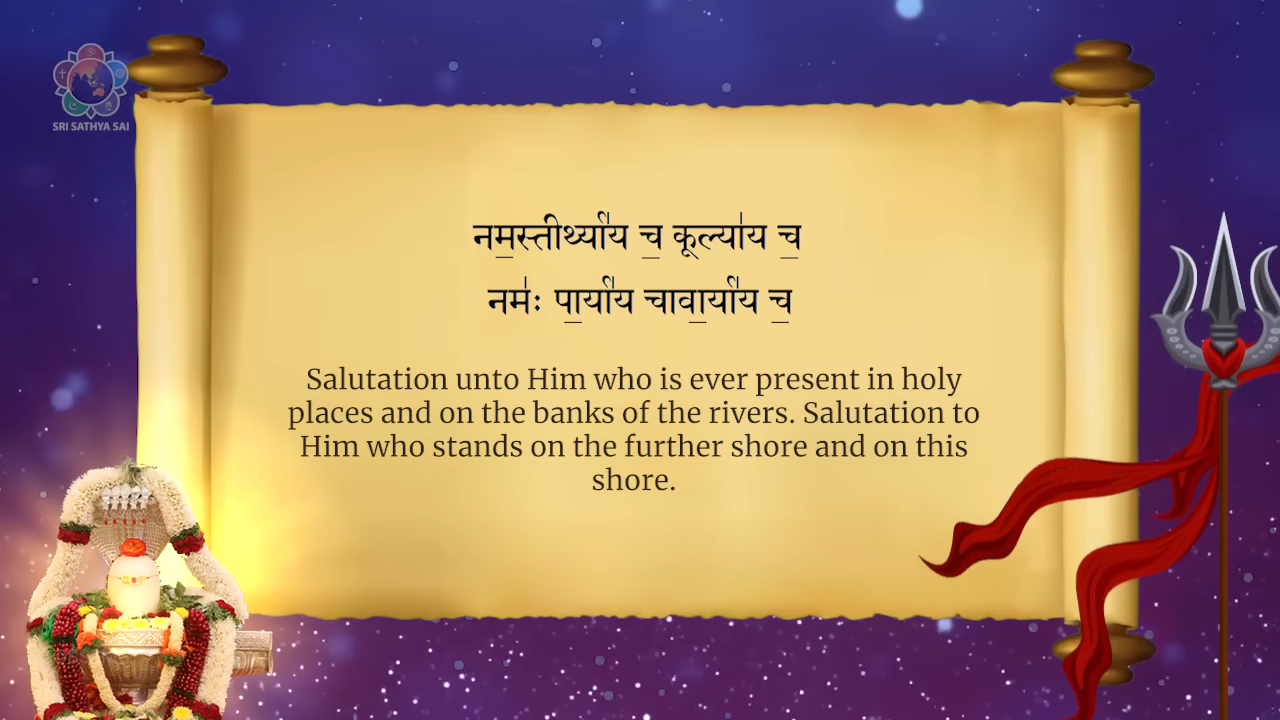 SRI SATHYA SAI
नम॒स्तीर्थ्या॑य च॒ कूल्या॑य च॒
नमः॑ पा॒र्या॑य चावा॒र्या॑य च॒
Salutation unto Him who is ever present in holy
places and on the banks of the rivers. Salutation to
Him who stands on the further shore and on this
shore.